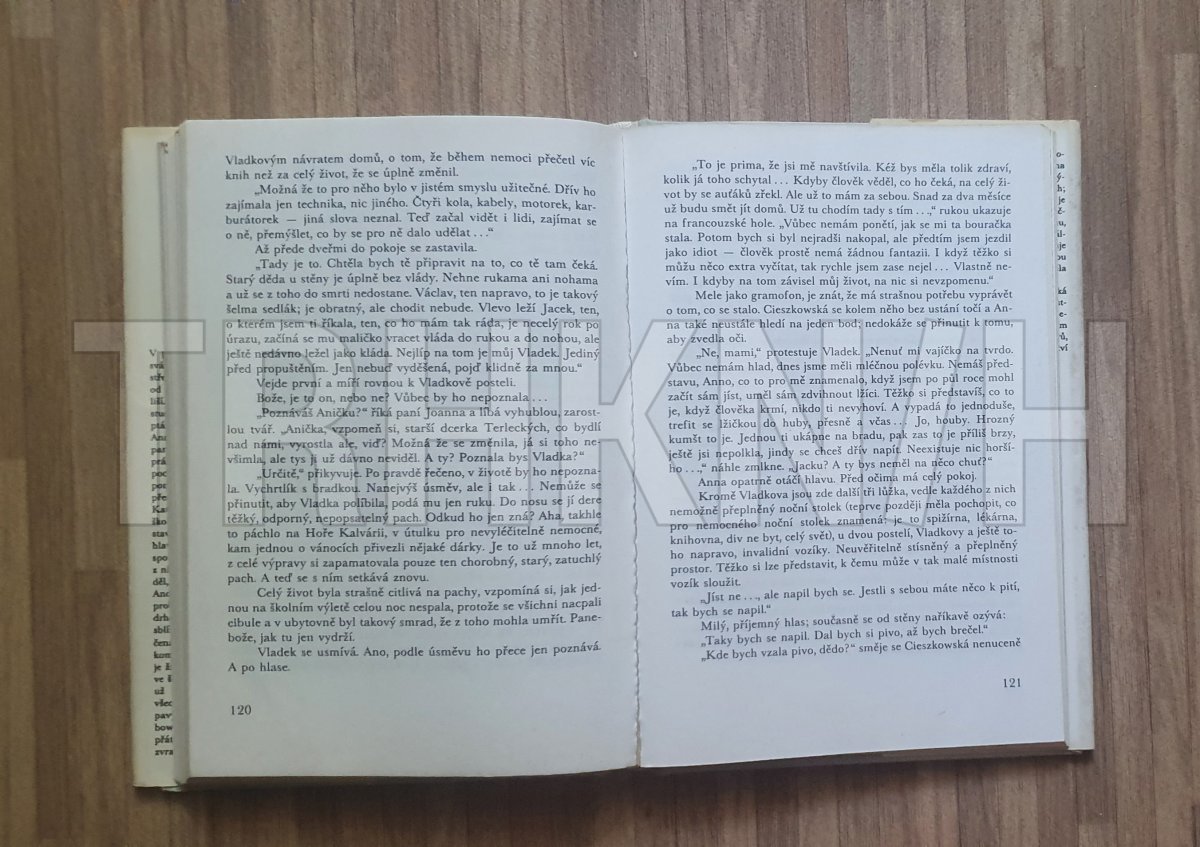 Vladkovým návratem domů, o tom, že během nemoci přečetl víc
knih než za celý život, že se úplně změnil.
„Možná že to pro něho bylo v jistém smyslu užitečné. Dřív ho
zajímala jen technika, nic jiného. Čtyři kola, kabely, motorek, kar-
burátorek — jiná slova neznal. Teď začal vidět i lidi, zajímat se
o ně, přemýšlet, co by se pro ně dalo udělat...“
Až přede dveřmi do pokoje se zastavila.
„Tady je to. Chtěla bych tě připravit na to, co tě tam čeká.
Starý děda u stěny je úplně bez vlády. Nehne rukama ani nohama
a už se z toho do smrti nedostane. Václav, ten napravo, to je takový
šelma sedlák; je obratný, ale chodit nebude. Vlevo leží Jacek, ten,
o kterém jsem ti říkala, ten, co ho mám tak ráda, je necelý rok po
úrazu, začíná se mu maličko vracet vláda do rukou a do nohou, ale
ještě nedávno ležel jako kláda. Nejlíp na tom je můj Vladek. Jediný
před propuštěním. Jen nebuď vyděšená, pojď klidně za mnou.“
Vejde první a míří rovnou k Vladkově posteli.
Bože, je to on, nebo ne? Vůbec by ho nepoznala...
„Poznáváš Aničku?“ říká paní Joanna a líbá vyhublou, zarost-
lou tvář. „Anička, vzpomeň si, starší dcerka Terleckých, co bydlí
nad námi, vyrostla ale, viď? Možná že se změnila, já si toho ne-
všimla, ale tys ji už dávno neviděl. A ty? Poznala bys Vladka?“
„Určitě,“ přikyvuje. Po pravdě řečeno, v životě by ho nepozna-
la. Vychrtlík s bradkou. Nanejvýš úsměv, ale i tak... Nemůže se
přinutit, aby Vladka políbila, podá mu jen ruku. Do nosu se jí dere
těžký, odporný, nepopsatelný pach. Odkud ho jen zná? Aha, takhle
to páchlo na Hoře Kalvárii, v útulku pro nevyléčitelně nemocné,
kam jednou o vánocích přivezli nějaké dárky. Je to už mnoho let,
z celé výpravy si zapamatovala pouze ten chorobný, starý, zatuchlý
pach. A teď se s ním setkává znovu.
Celý život byla strašně citlivá na pachy, vzpomíná si, jak jed-
nou na školním výletě celou noc nespala, protože se všichni nacpali
cibule a v ubytovně byl takový smrad, že z toho mohla umřít. Pane-
bože, jak tu jen vydrží.
Vladek se usmívá. Ano, podle úsměvu ho přece jen poznává.
A po hlase.
120
„To je prima, že jsi mě navštívila. Kéž bys měla tolik zdraví,
kolik já toho schytal... Kdyby člověk věděl, co ho čeká, na celý ži-
vot by se auťáků zřekl. Ale už to mám za sebou. Snad za dva měsíce
už budu smět jít domů. Už tu chodím tady s tím...,“ rukou ukazuje
na francouzské hole. „Vůbec nemám ponětí, jak se mi ta bouračka
stala. Potom bych si byl nejradši nakopal, ale předtím jsem jezdil
jako idiot — člověk prostě nemá žádnou fantazii. I když těžko si
můžu něco extra vyčítat, tak rychle jsem zase nejel... Vlastně ne-
vím. I kdyby na tom závisel můj život, na nic si nevzpomenu.“
Mele jako gramofon, je znát, že má strašnou potřebu vyprávět
o tom, co se stalo. Cieszkowská se kolem něho bez ustání točí a An-
na také neustále hledí na jeden bod; nedokáže se přinutit k tomu,
aby zvedla oči.
„Ne, mami,“ protestuje Vladek. „Nenuť mi vajíčko na tvrdo.
Vůbec nemám hlad, dnes jsme měli mléčnou polévku. Nemáš před-
stavu, Anno, co to pro mě znamenalo, když jsem po půl roce mohl
začít sám jíst, uměl sám zdvihnout lžíci. Těžko si představíš, co to
je, když člověka krmí, nikdo ti nevyhoví. A vypadá to jednoduše,
trefit se lžičkou do huby, přesně a včas... Jo, houby. Hrozný
kumšt to je. Jednou ti ukápne na bradu, pak zas to je příliš brzy,
ještě jsi nepolkla, jindy se chceš dřív napít. Neexistuje nic horší-
ho...,“ náhle zmlkne. „Jacku? A ty bys neměl na něco chuť?“
Anna opatrně otáčí hlavu. Před očima má celý pokoj.
Kromě Vladkova jsou zde další tři lůžka, vedle každého z nich
nemožně přeplněný noční stolek (teprve později měla pochopit, co
pro nemocného noční stolek znamená: je to spižírna, lékárna,
knihovna, div ne byt, celý svět), u dvou postelí, Vladkovy a ještě to-
ho napravo, invalidní vozíky. Neuvěřitelně stísněný a přeplněný
prostor. Těžko si lze představit, k čemu může v tak malé místnosti
vozík sloužit.
„Jíst ne..., ale napil bych se. Jestli s sebou máte něco k pití,
tak bych se napil.“
Milý, příjemný hlas; současně se od stěny naříkavě ozývá:
„Taky bych se napil. Dal bych si pivo, až bych brečel.“
„Kde bych vzala pivo, dědo?“ směje se Cieszkowská nenuceně
121